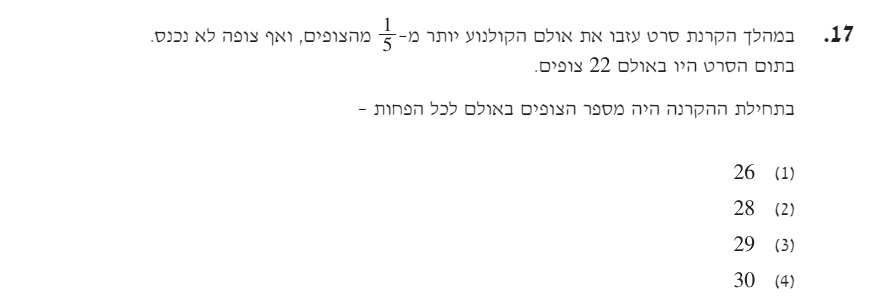 17. במהלך הקרנת סרט עזבו את אולם הקולנוע יותר מ-1/5 מהצופים, ואף צופה לא נכנס.
בתום הסרט היו באולם 22 צופים.
בתחילת ההקרנה היה מספר הצופים באולם לכל הפחות -
(1) 26
(2) 28
(3) 29
(4) 30